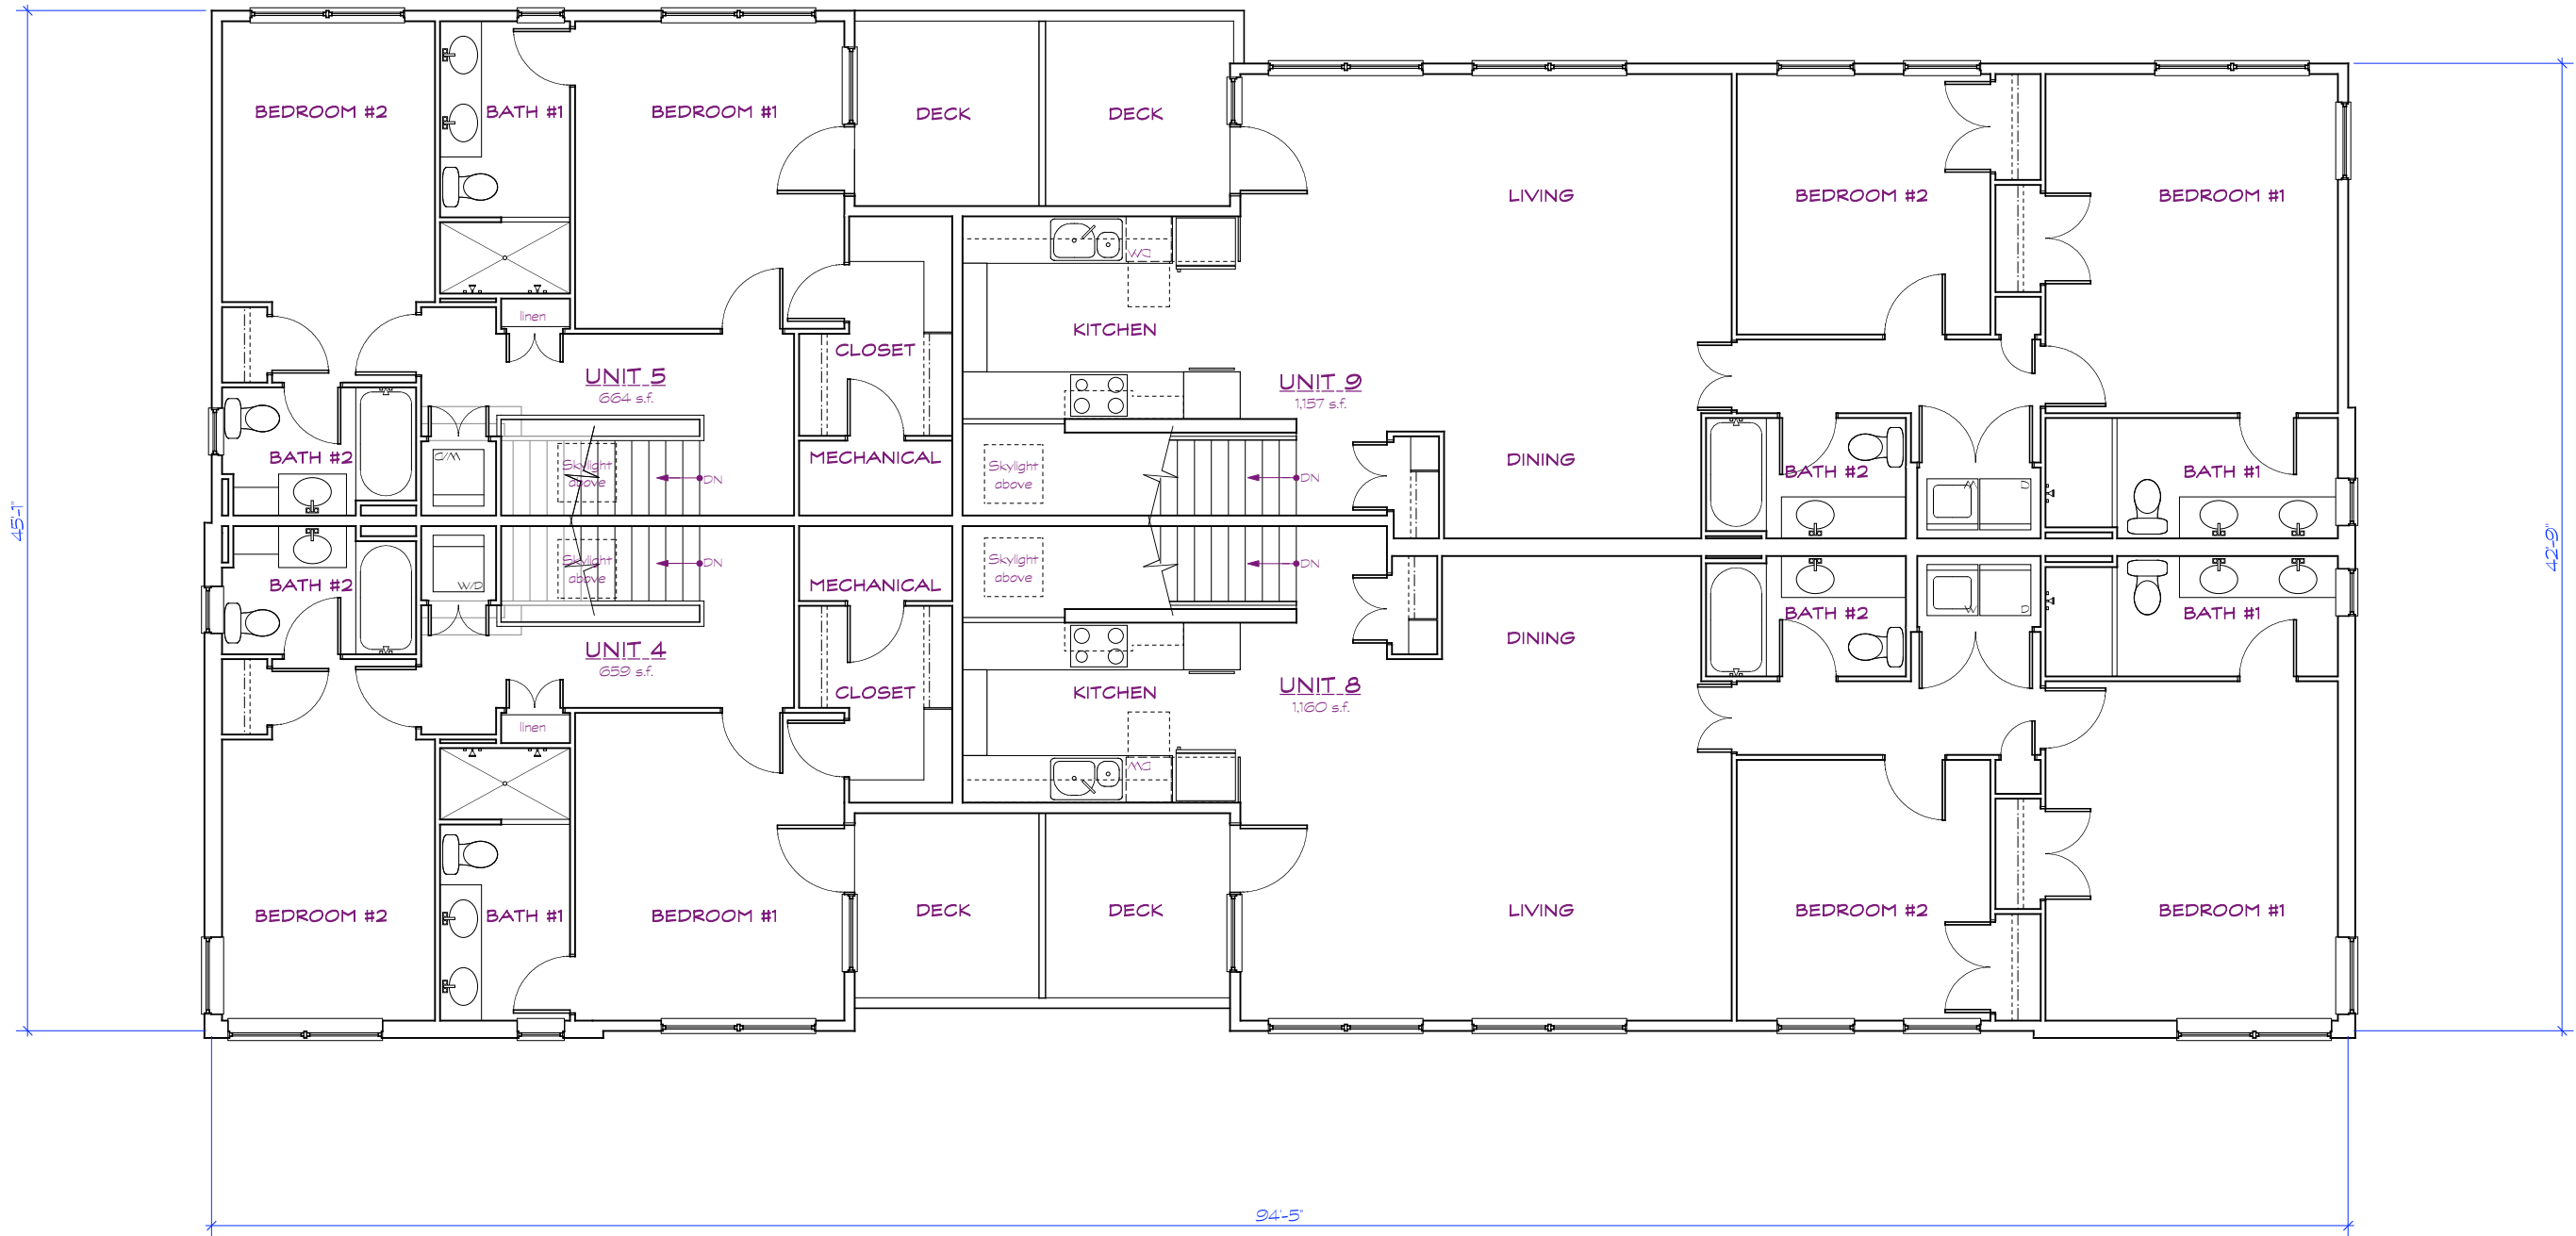 BEDROOM #2
BATH #1
BEDROOM #1
DECK
DECK
LIVING
BEDROOM #2
BEDROOM #1
DW
linen
KITCHEN
CLOSET
UNIT 5
664 s.f.
UNIT 9
1,157 s.f.
BATH #2
W/D
Skylight
above
DN
MECHANICAL
Skylight
above
DN
DINING
BATH #2
W
D
BATH #1
45'-1"
42'-9"
BATH #2
W/D
Skylight
above
DN
MECHANICAL
Skylight
above
DN
DINING
BATH #2
W
D
BATH #1
UNIT 4
659 s.f.
CLOSET
KITCHEN
UNIT 8
1,160 s.f.
linen
DW
BEDROOM #2
BATH #1
BEDROOM #1
DECK
DECK
LIVING
BEDROOM #2
BEDROOM #1
94'-5"